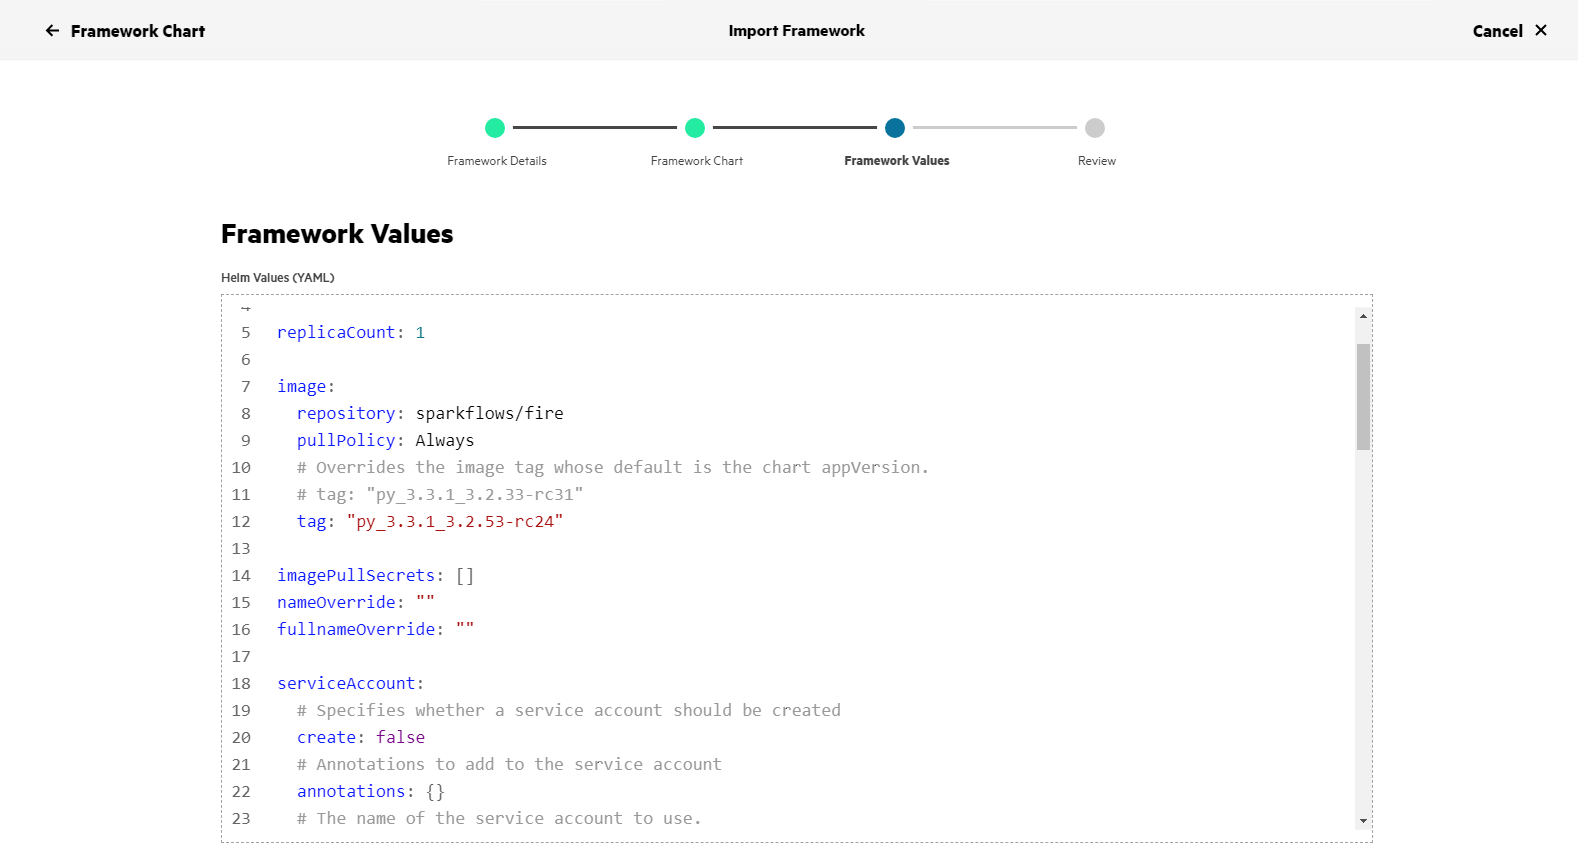 Framework Chart
Import Framework
Cancel
Framework Details
Framework Chart
Framework Values
Review
Framework Values
Helm Values (YAML)
5 replicaCount: 1
6
7 image:
8 repository: sparkflows/fire
9 pullPolicy: Always
10 # Overrides the image tag whose default is the chart appVersion.
11 # tag: "py_3.3.1_3.2.33-rc31"
12 tag: "py_3.3.1_3.2.53-rc24"
13
14 imagePullSecrets: []
15 nameOverride: ""
16 fullnameOverride: ""
17
18 serviceAccount:
19 # Specifies whether a service account should be created
20 create: false
21 # Annotations to add to the service account
22 annotations: {}
23 # The name of the service account to use.